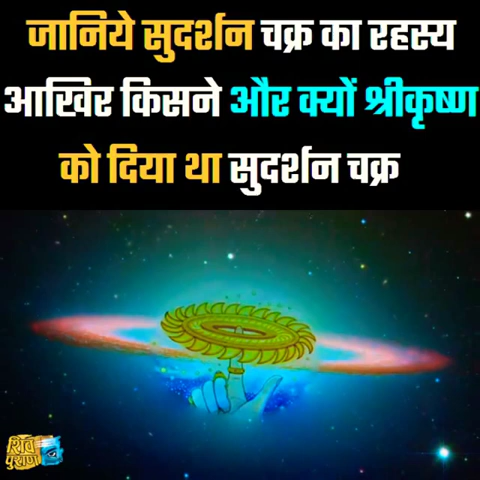 जानिये सुदर्शन चक्र का रहस्य
आखिर किसने और क्यों श्रीकृष्ण
को दिया था सुदर्शन चक्र
शिव
पुराण